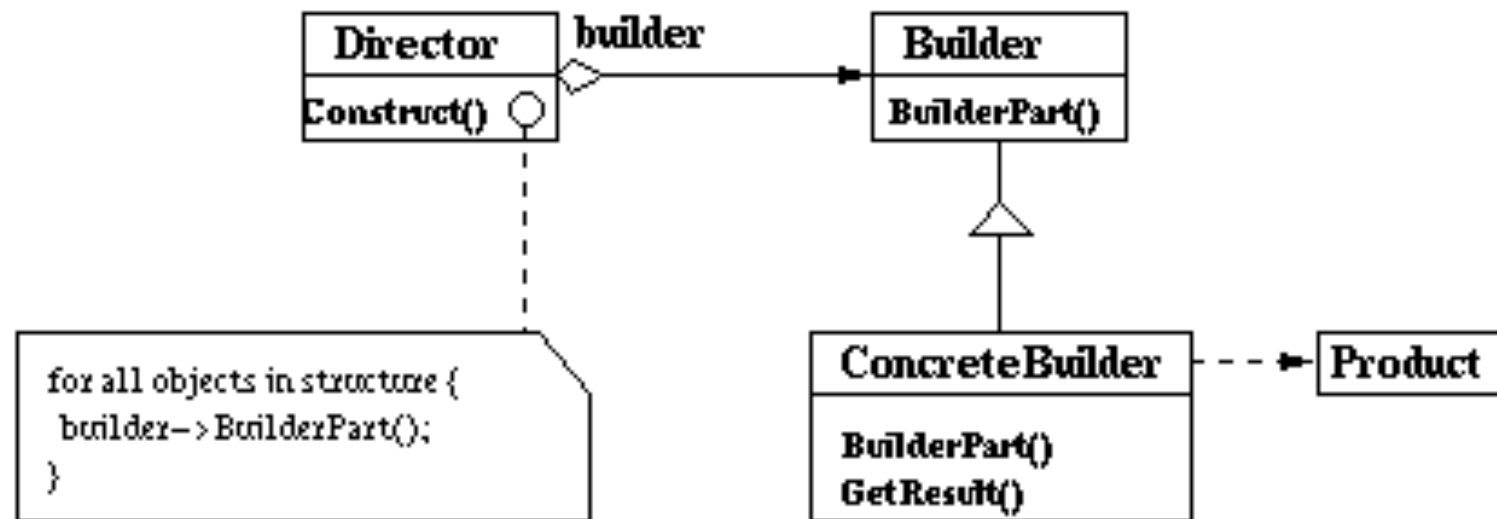 Director
builder
Builder
Construct()
BuilderPart()
for all objects in structure {
builder–>BuilderPart();
}
ConcreteBuilder
Product
BuilderPart()
GetResult()